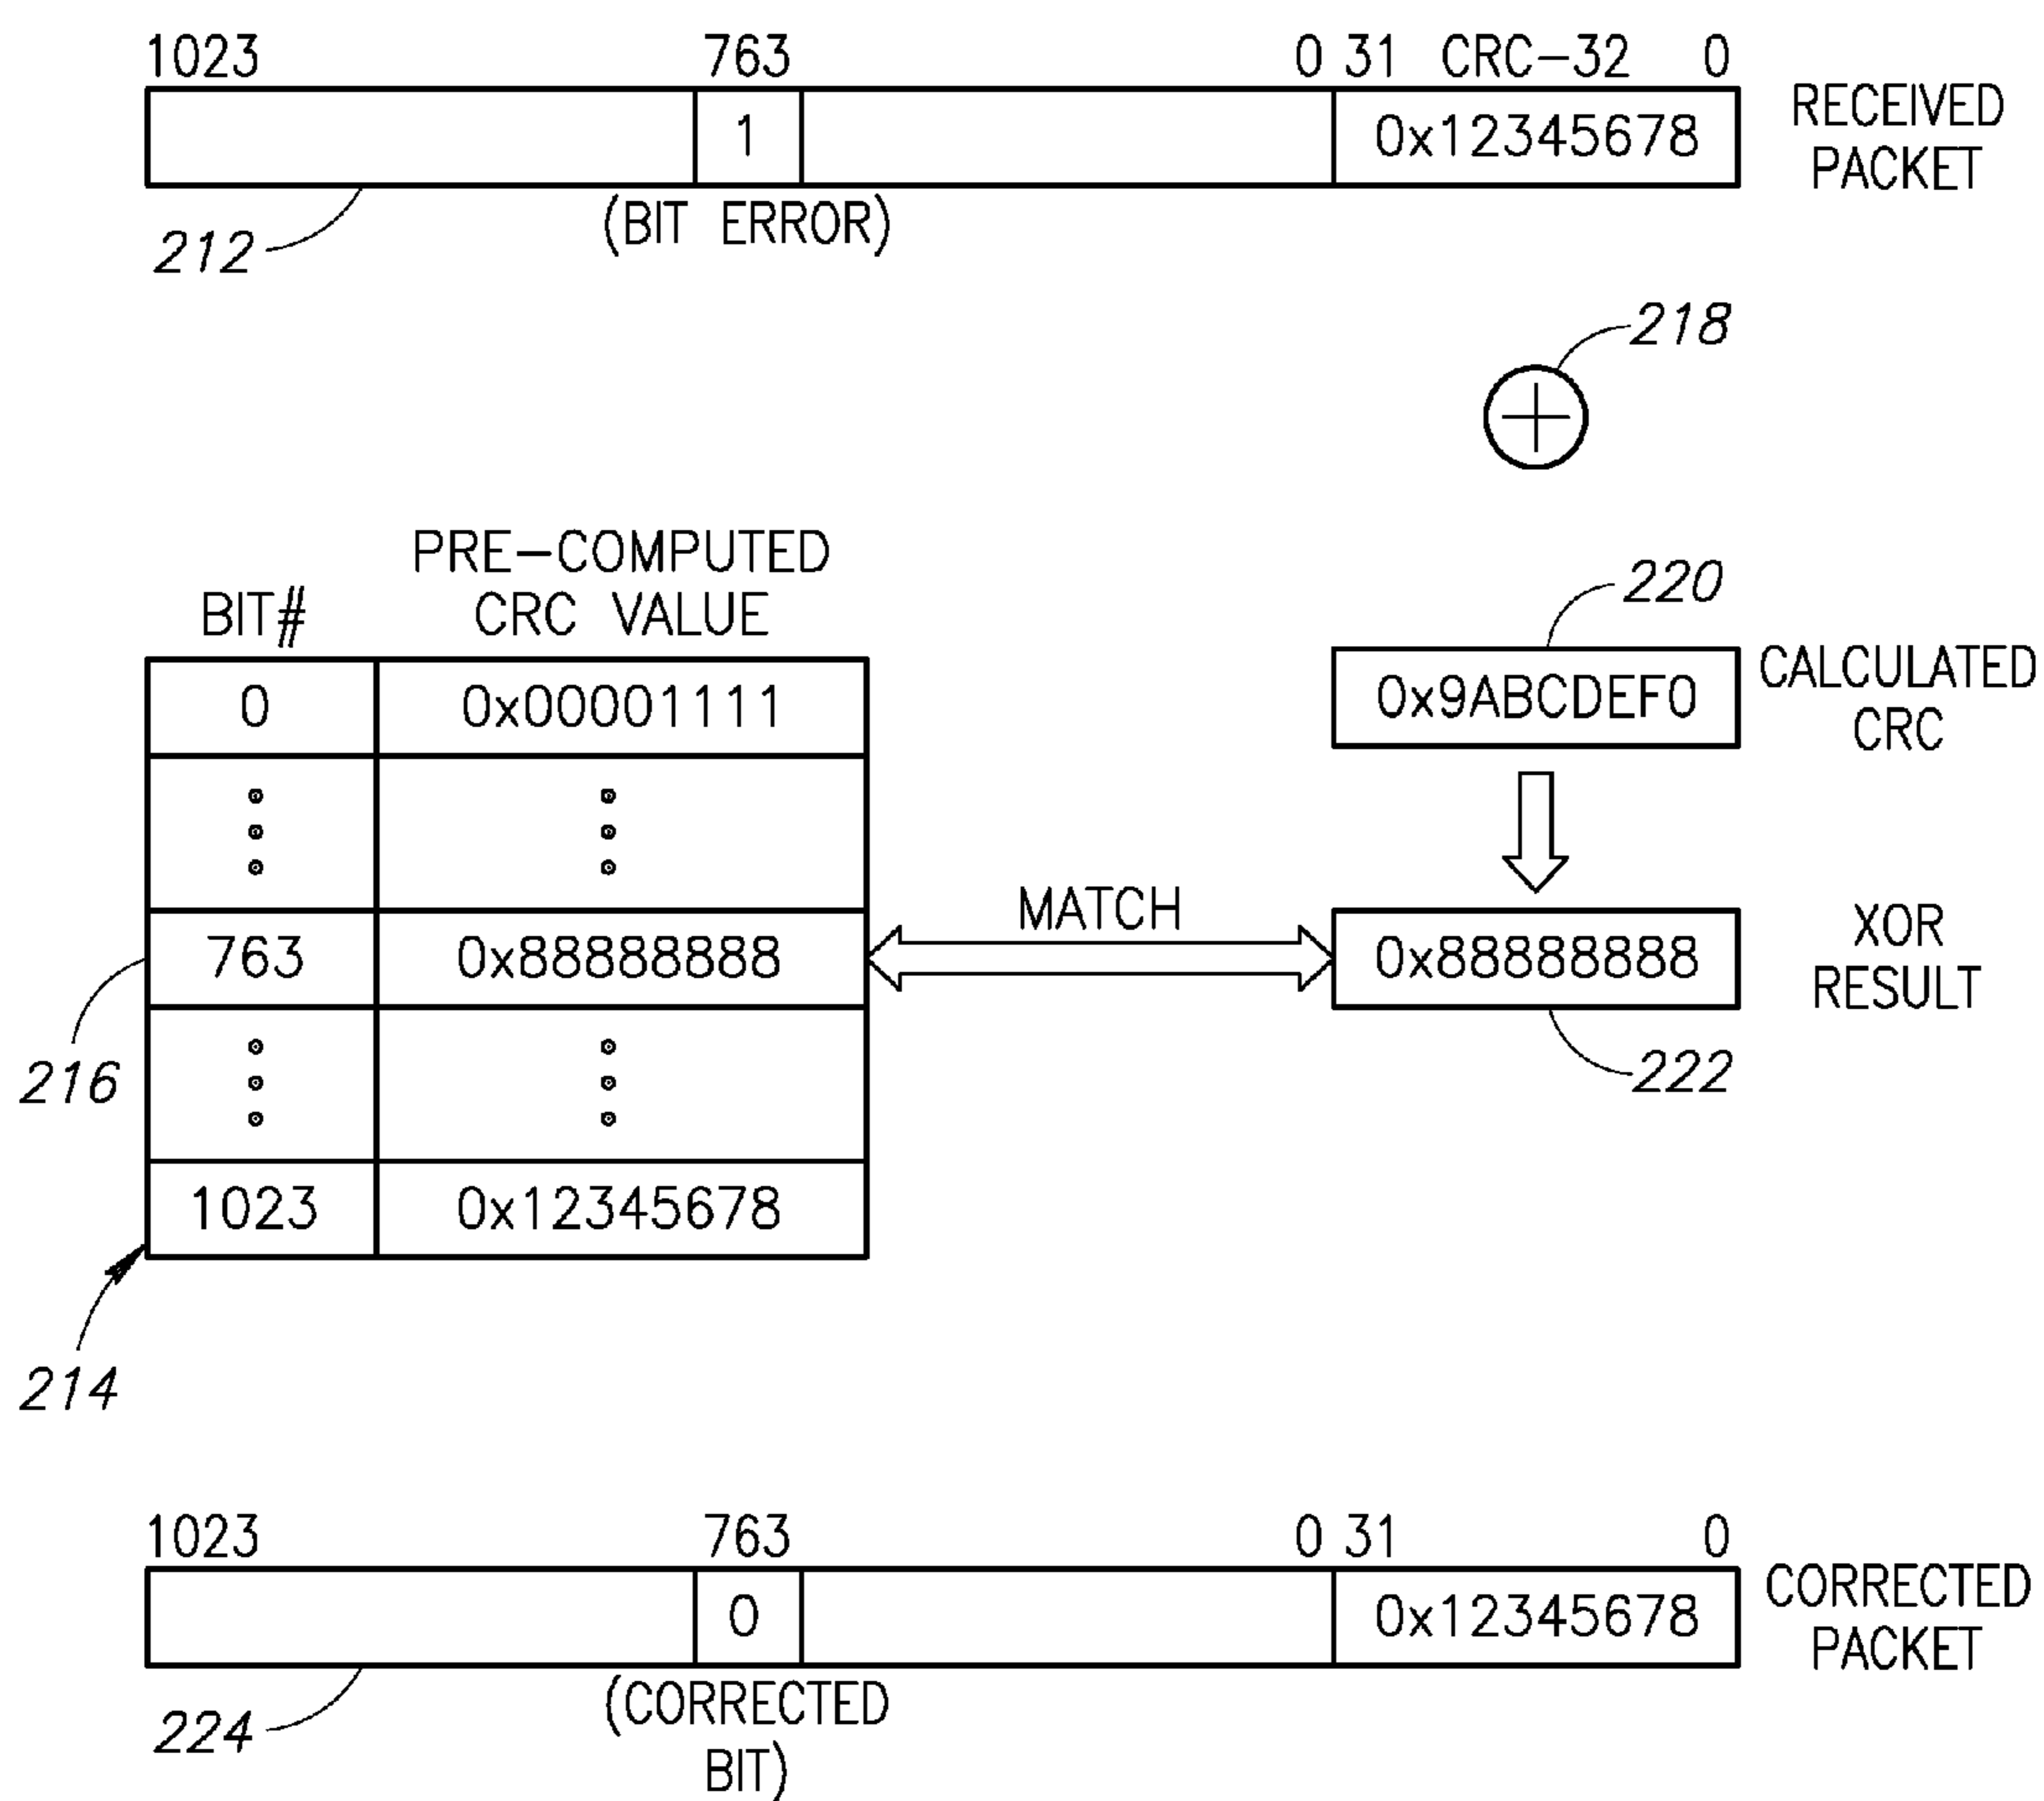 1023 763 0 31 CRC-32 0
1 0x12345678 RECEIVED
PACKET
(BIT ERROR)
212
218
PRE-COMPUTED
BIT# CRC VALUE
220
0 0x00001111
0x9ABCDEF0 CALCULATED
CRC
MATCH
763 0x88888888
0x88888888 XOR
RESULT
216
222
1023 0x12345678
214
1023 763 0 31 0
0 0x12345678 CORRECTED
PACKET
(CORRECTED
BIT)
224